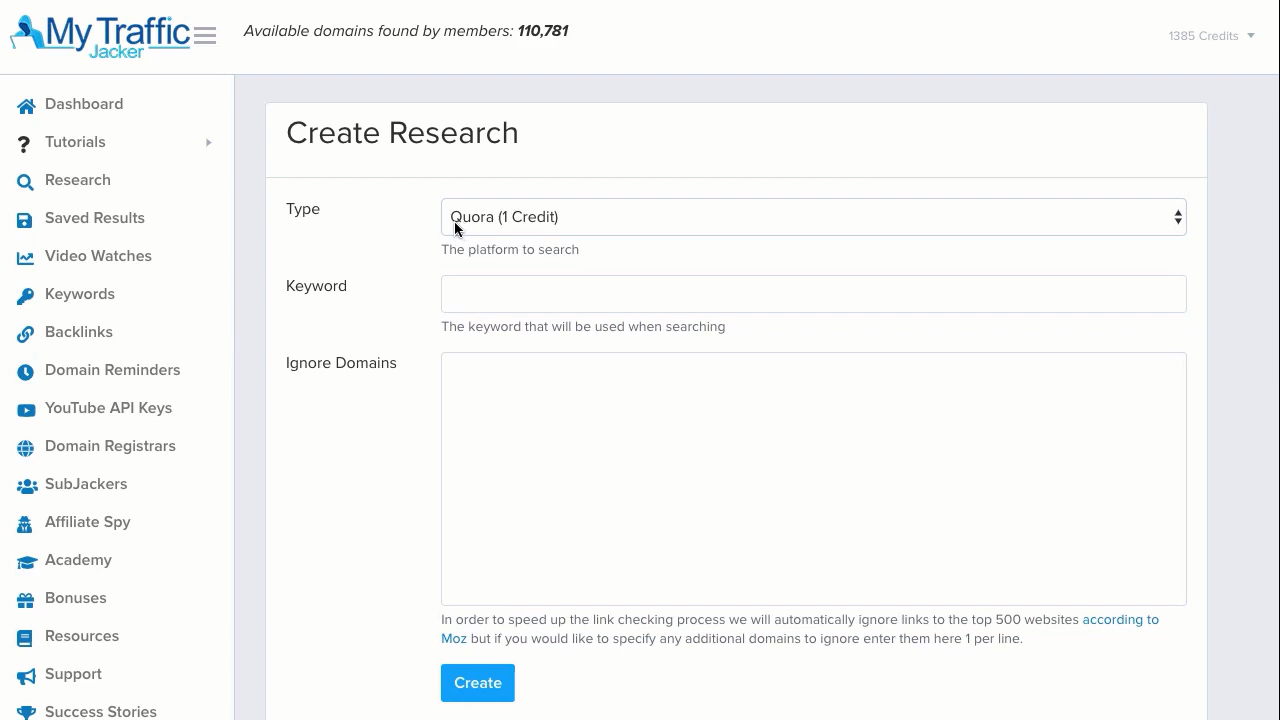 My Traffic
Jacker
Available domains found by members: 110,781
1385 Credits
Dashboard
Tutorials
Research
Saved Results
Video Watches
Keywords
Backlinks
Domain Reminders
YouTube API Keys
Domain Registrars
SubJackers
Affiliate Spy
Academy
Bonuses
Resources
Support
Success Stories
Create Research
Type
Quora (1 Credit)
The platform to search
Keyword
The keyword that will be used when searching
Ignore Domains
In order to speed up the link checking process we will automatically ignore links to the top 500 websites according to
Moz but if you would like to specify any additional domains to ignore enter them here 1 per line.
Create